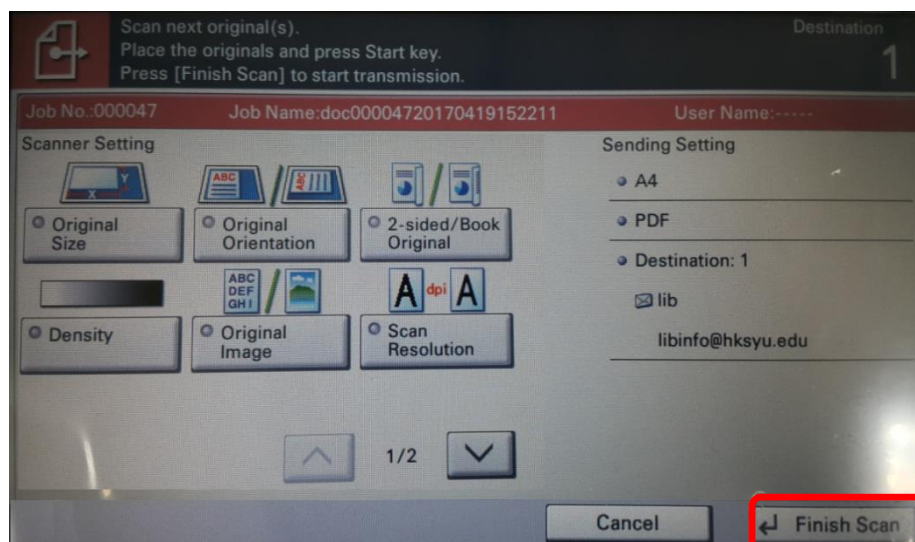 Scan next original(s).
Place the originals and press Start key.
Press [Finish Scan] to start transmission.
Destination
1
Job No.:000047 Job Name:doc00004720170419152211 User Name:-----
Scanner Setting
Sending Setting
X
Y
ABC
ABC
Original
Size
Original
Orientation
2-sided/Book
Original
A4
PDF
Destination: 1
lib
libinfo@hksyu.edu
ABC
DEF
GHI
A dpi A
Density
Original
Image
Scan
Resolution
1/2
Cancel
Finish Scan